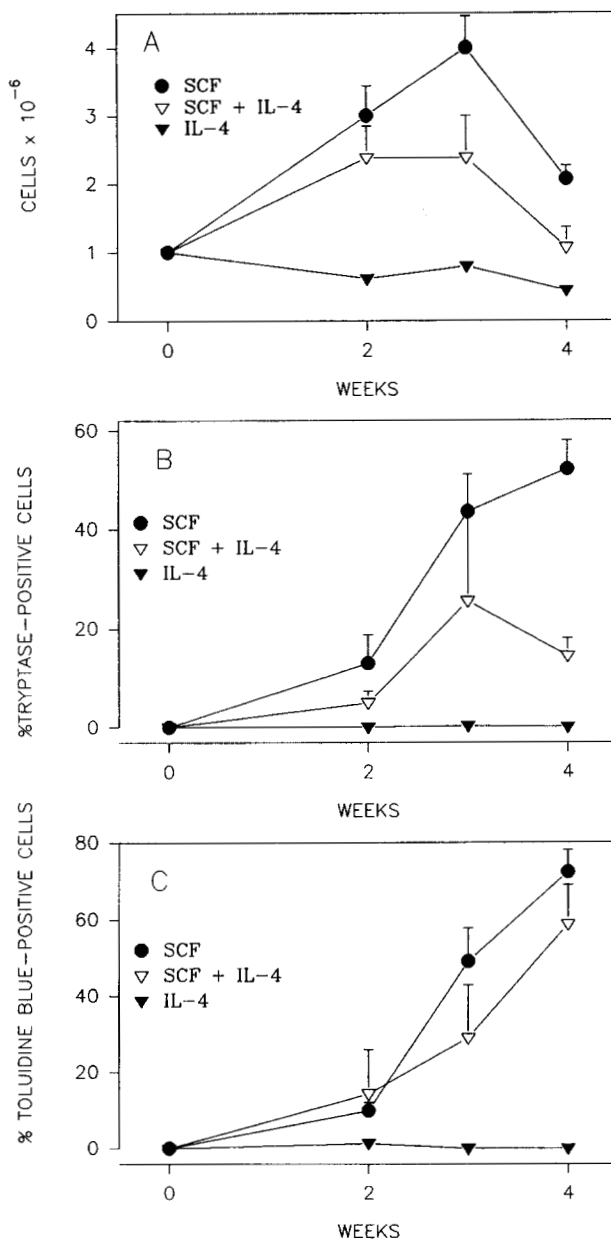 A
SCF
SCF + IL-4
IL-4
CELLS x 10⁻⁶
4
3
2
1
0
0 2 4
WEEKS
B
SCF
SCF + IL-4
IL-4
%TRYPTASE-POSITIVE CELLS
60
40
20
0
0 2 4
WEEKS
C
SCF
SCF + IL-4
IL-4
% TOLUIDINE BLUE-POSITIVE CELLS
80
60
40
20
0
0 2 4
WEEKS